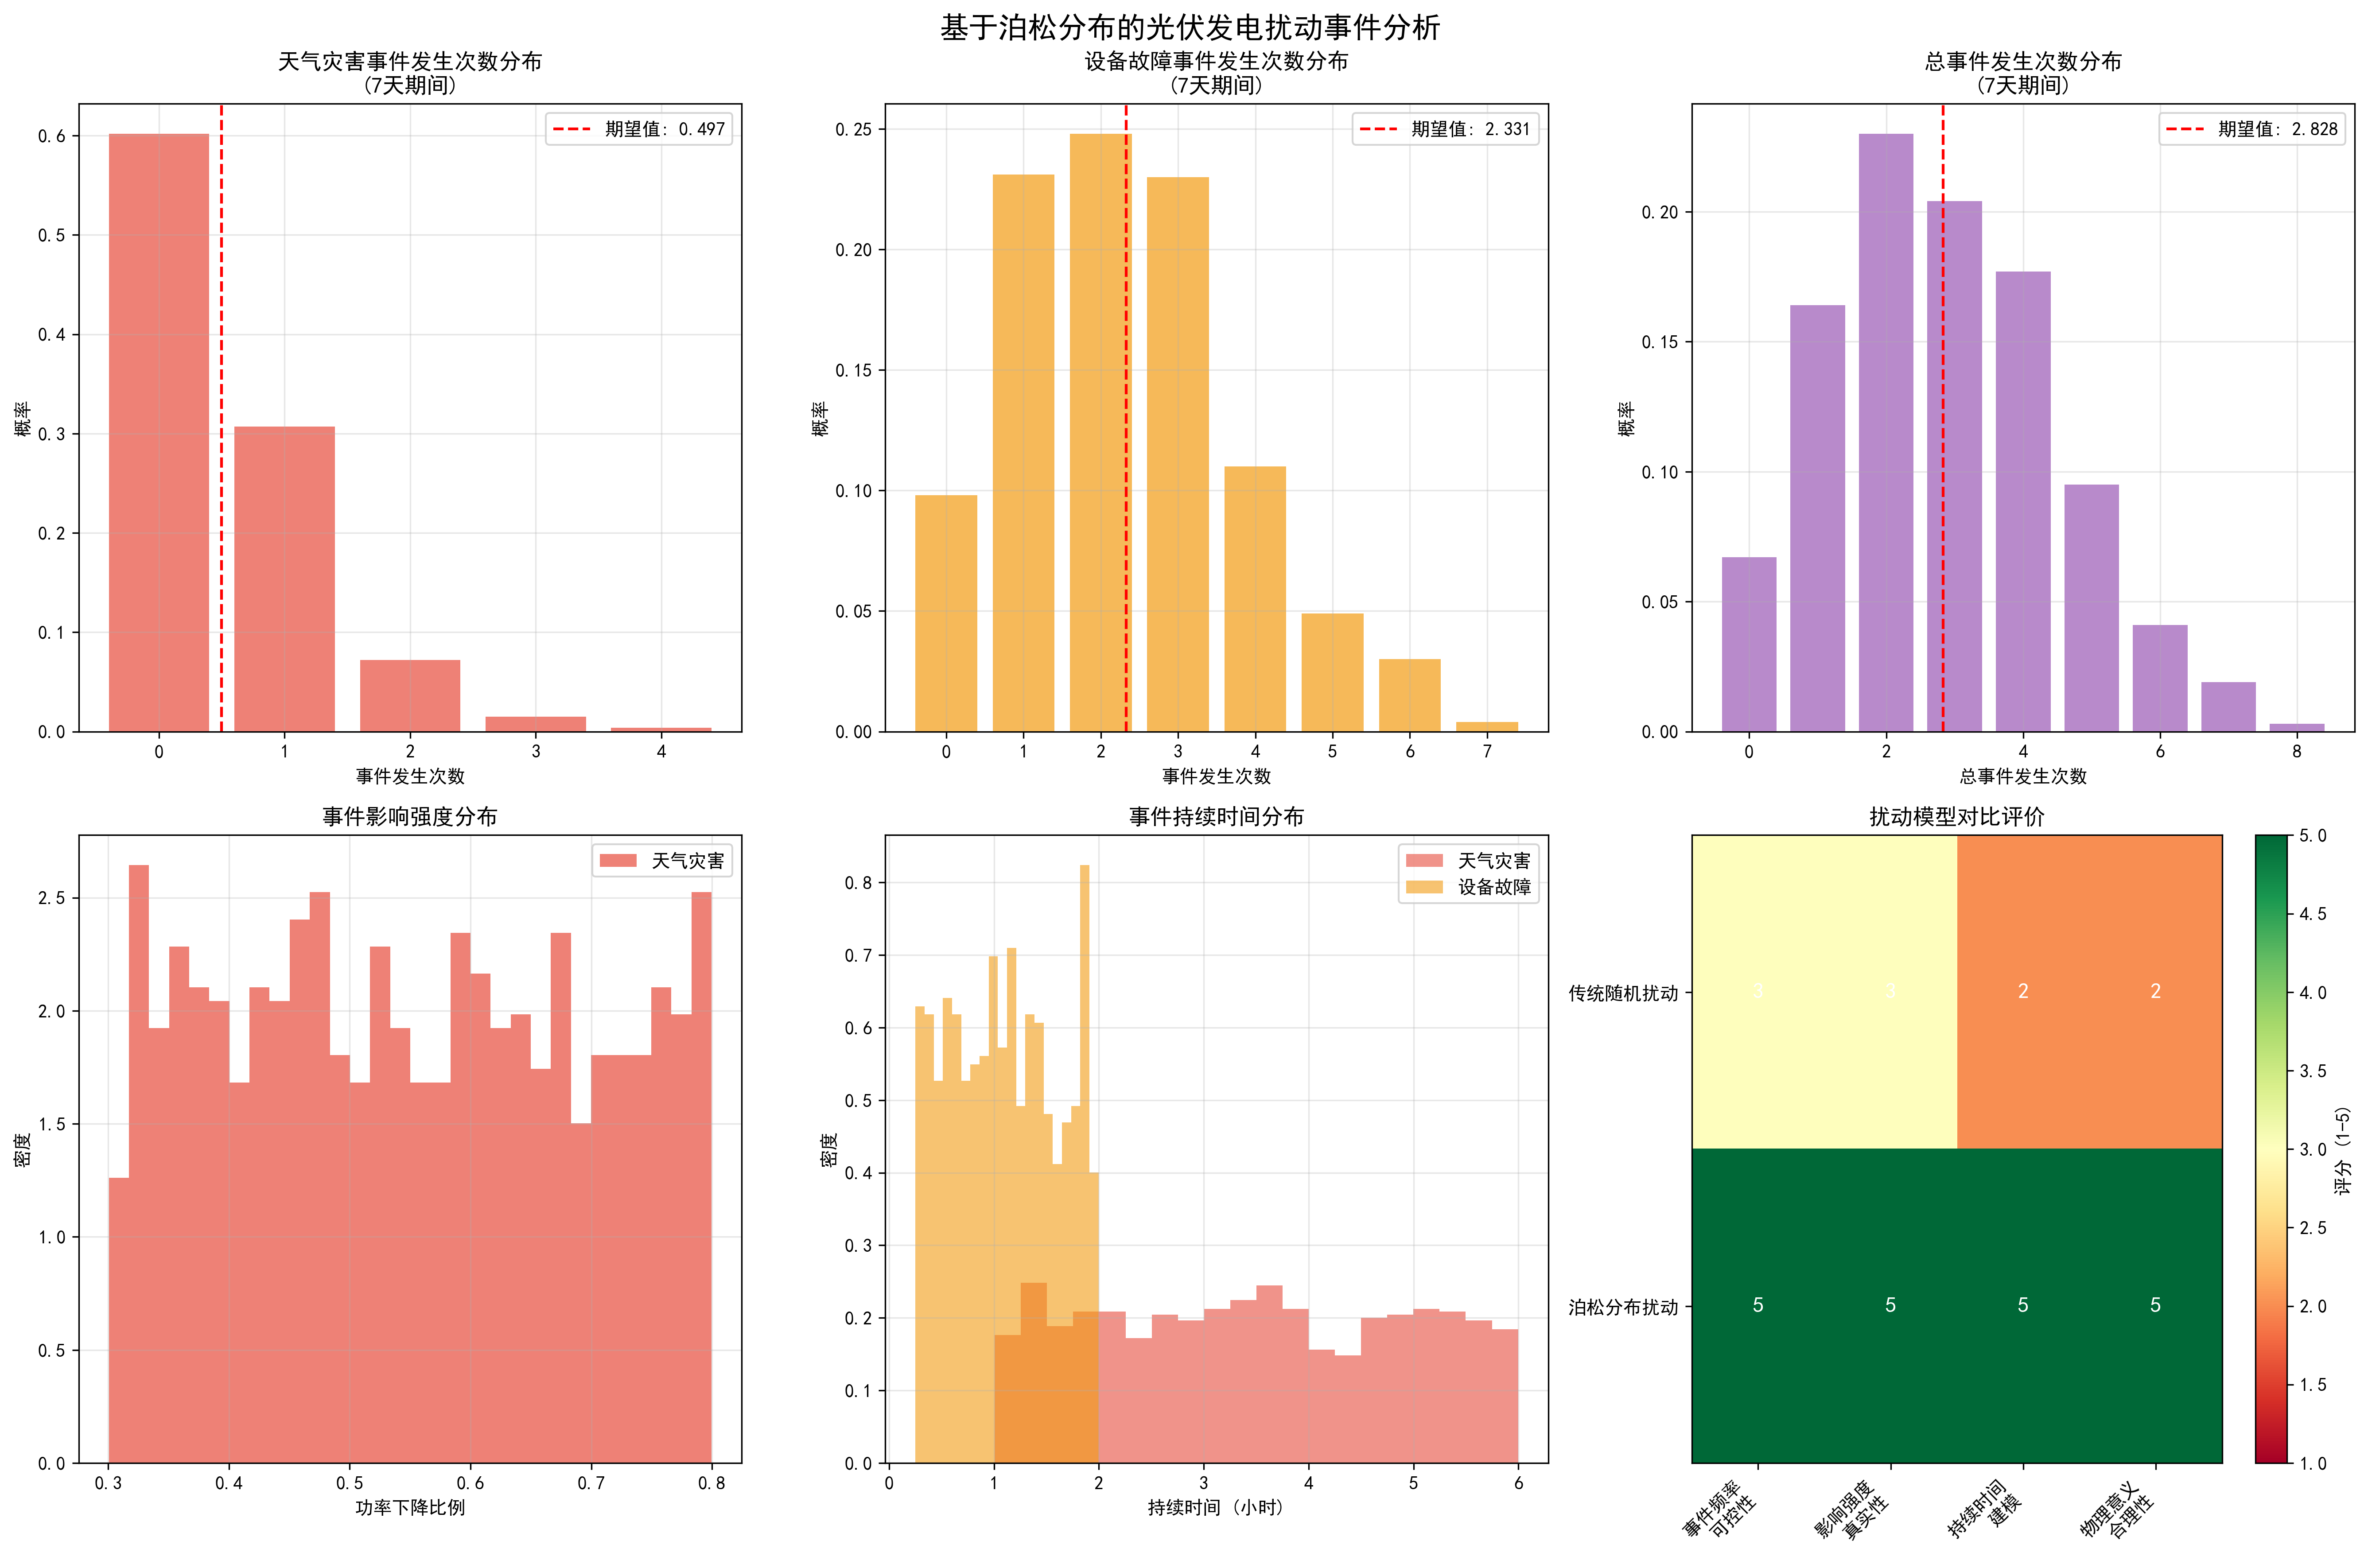 基于泊松分布的光伏发电扰动事件分析
天气灾害事件发生次数分布
(7天期间)
期望值: 0.497
概率
0.6
0.5
0.4
0.3
0.2
0.1
0.0
0 1 2 3 4
事件发生次数
设备故障事件发生次数分布
(7天期间)
期望值: 2.331
概率
0.25
0.20
0.15
0.10
0.05
0.00
0 1 2 3 4 5 6 7
事件发生次数
总事件发生次数分布
(7天期间)
期望值: 2.828
概率
0.20
0.15
0.10
0.05
0.00
0 2 4 6 8
总事件发生次数
事件影响强度分布
天气灾害
密度
2.5
2.0
1.5
1.0
0.5
0.0
0.3 0.4 0.5 0.6 0.7 0.8
功率下降比例
事件持续时间分布
天气灾害
设备故障
密度
0.8
0.7
0.6
0.5
0.4
0.3
0.2
0.1
0.0
0 1 2 3 4 5 6
持续时间 (小时)
扰动模型对比评价
传统随机扰动
3 3 2 2
泊松分布扰动
5 5 5 5
事件频率
可控性
影响强度
真实性
持续时间
建模
物理意义
合理性
5.0
4.5
4.0
3.5
3.0
2.5
2.0
1.5
1.0
评分 (1-5)